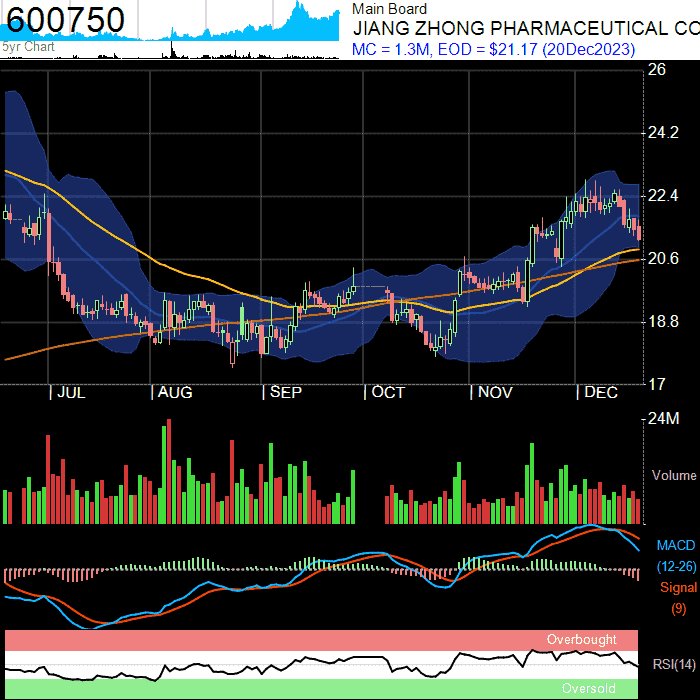 600750
5yr Chart
Main Board
JIANG ZHONG PHARMACEUTICAL CO
MC = 1.3M, EOD = $21.17 (20Dec2023)
26
24.2
22.4
20.6
18.8
17
JUL
AUG
SEP
OCT
NOV
DEC
24M
Volume
MACD
(12-26)
Signal
(9)
Overbought
RSI(14)
Oversold